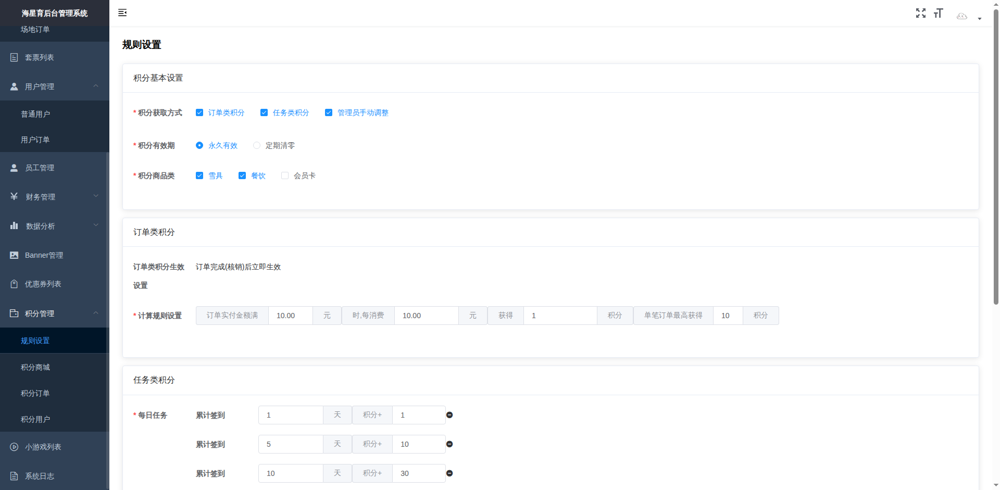 海星育后台管理系统
场地订单
套票列表
用户管理
普通用户
用户订单
员工管理
财务管理
数据分析
Banner管理
优惠券列表
积分管理
规则设置
积分商城
积分订单
积分用户
小游戏列表
系统日志
规则设置
积分基本设置
* 积分获取方式 订单类积分 任务类积分 管理员手动调整
* 积分有效期 永久有效 定期清零
* 积分商品类 雪具 餐饮 会员卡
订单类积分
订单类积分生效 订单完成(核销)后立即生效
设置
* 计算规则设置 订单实付金额满 10.00 元 时,每消费 10.00 元 获得 1 积分 单笔订单最高获得 10 积分
任务类积分
* 每日任务 累计签到 1 天 积分+ 1
累计签到 5 天 积分+ 10
累计签到 10 天 积分+ 30